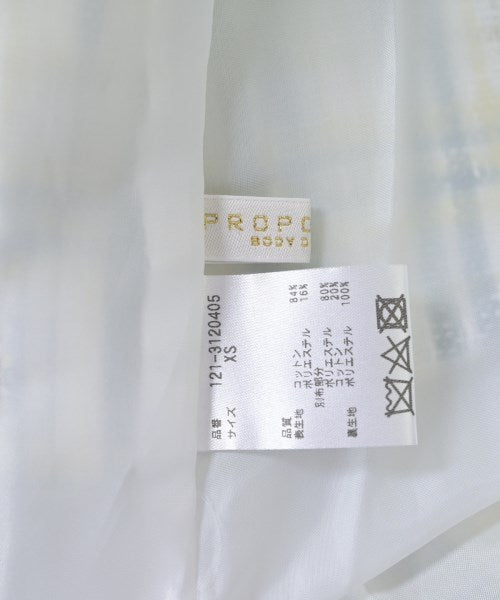 PROPO
BODY D
品番 121-3120405
サイズ XS
品質
表生地 コットン 84%
ポリエステル 16%
別布部分
ポリエステル 80%
コットン 20%
裏生地 ポリエステル 100%